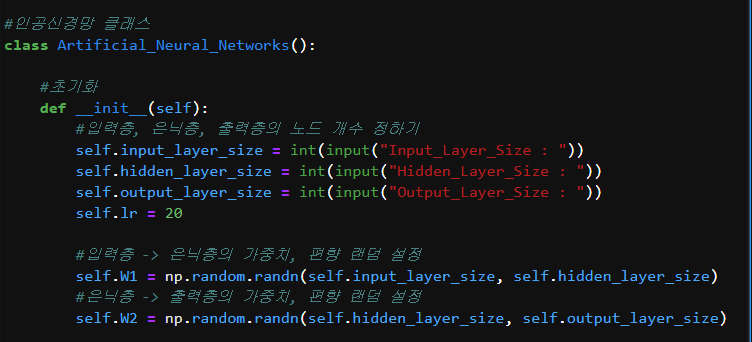 #인공신경망 클래스
class Artificial_Neural_Networks():
#초기화
def __init__(self):
#입력층, 은닉층, 출력층의 노드 개수 정하기
self.input_layer_size = int(input("Input_Layer_Size : "))
self.hidden_layer_size = int(input("Hidden_Layer_Size : "))
self.output_layer_size = int(input("Output_Layer_Size : "))
self.lr = 20
#입력층 -> 은닉층의 가중치, 편향 랜덤 설정
self.W1 = np.random.randn(self.input_layer_size, self.hidden_layer_size)
#은닉층 -> 출력층의 가중치, 편향 랜덤 설정
self.W2 = np.random.randn(self.hidden_layer_size, self.output_layer_size)